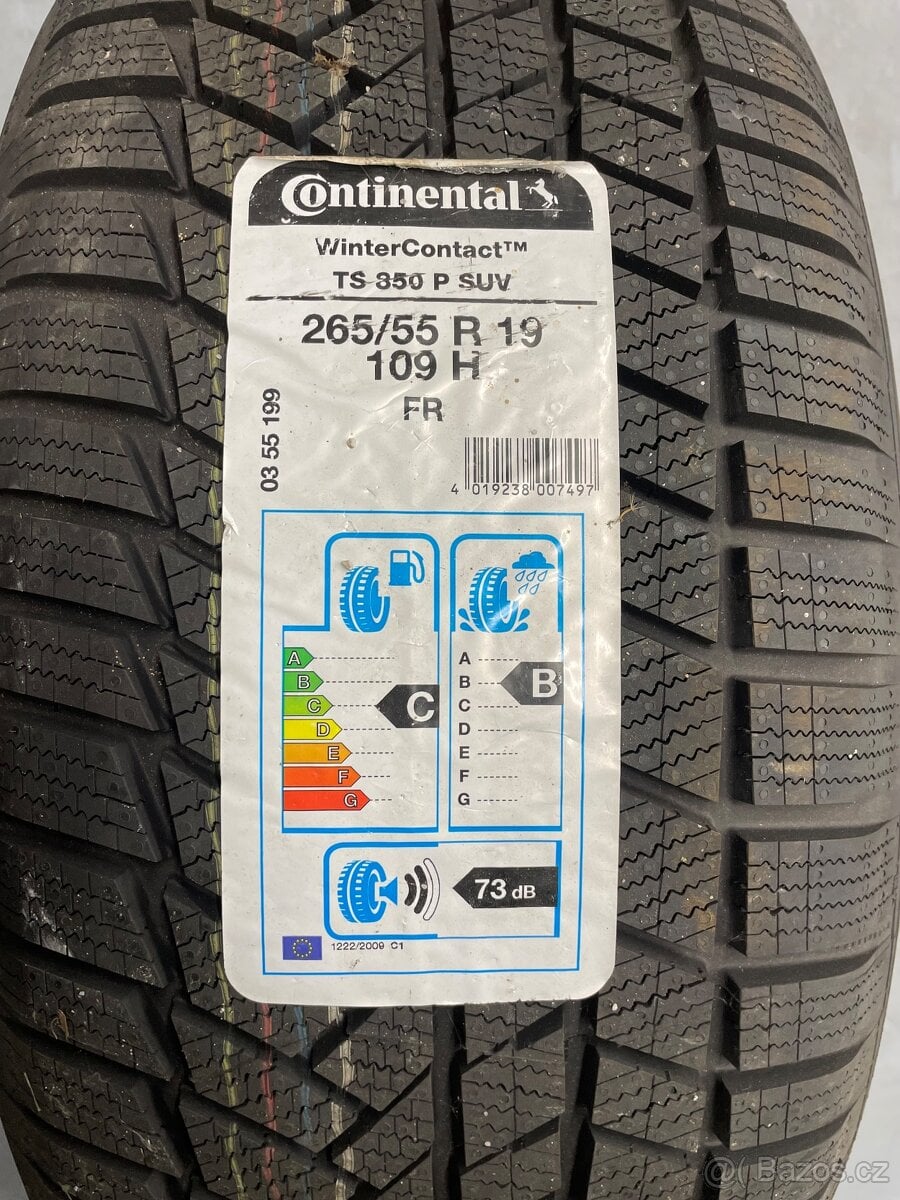 Continental
WinterContact™
TS 850 P SUV
265/55 R 19
109 H
FR
03 55 199
4 019238 007497
A
B
C
D
E
F
G
C
A
B
C
D
E
F
G
B
73 dB
1222/2009 C1
@ Bazos.cz